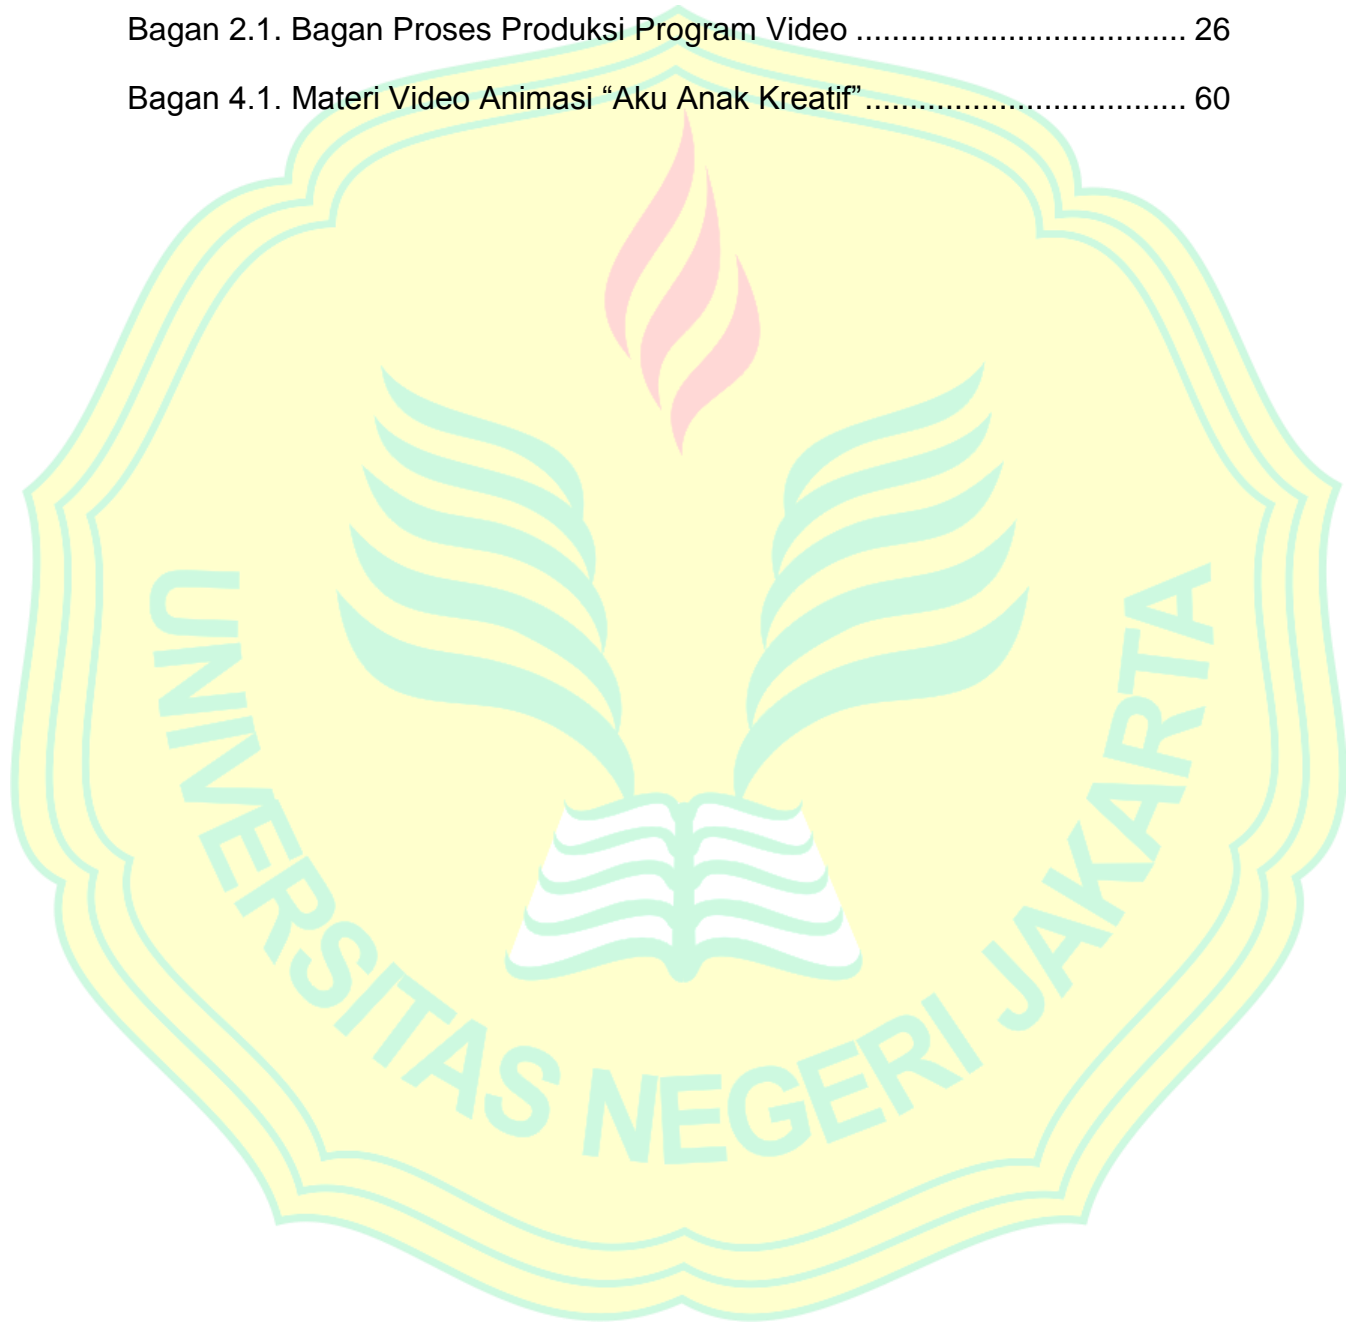 Bagan 2.1. Bagan Proses Produksi Program Video ..................................... 26
Bagan 4.1. Materi Video Animasi “Aku Anak Kreatif”.................................... 60
UNIVERSITAS NEGERI JAKARTA